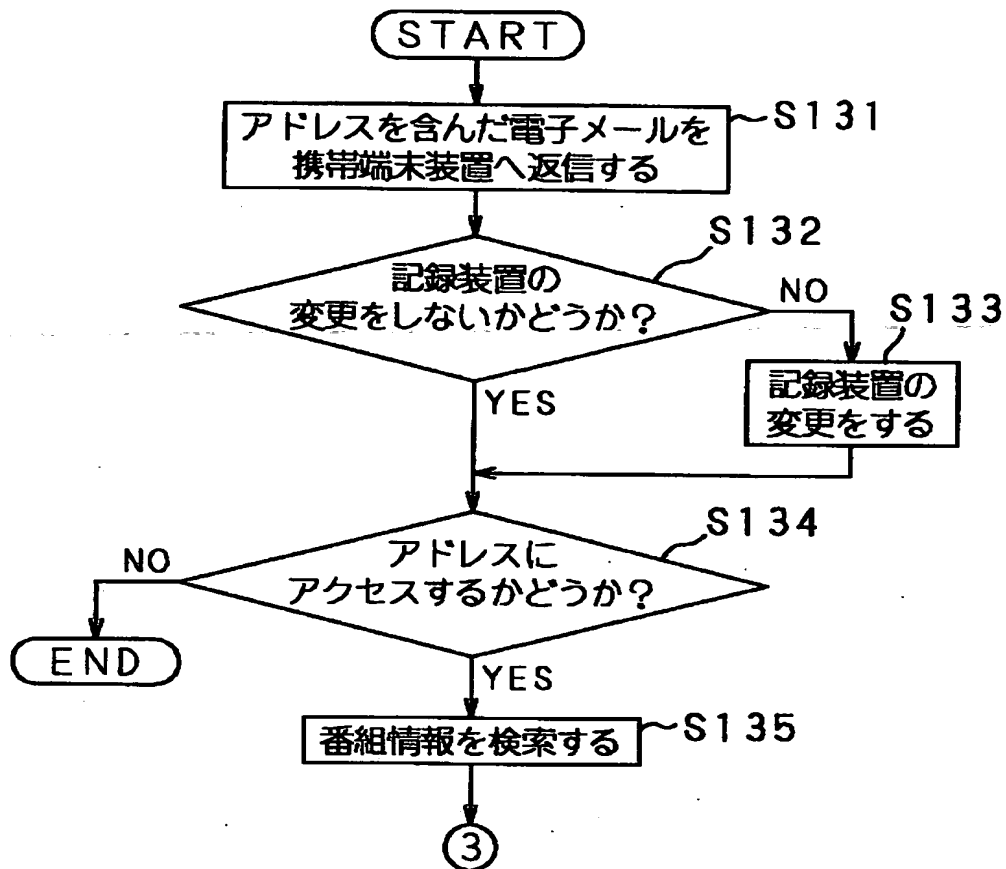 START
アドレスを含んだ電子メールを
携帯端末装置へ返信する
S131
S132
記録装置の
変更をしないかどうか?
NO
S133
YES
記録装置の
変更をする
S134
NO
アドレスに
アクセスするかどうか?
END
YES
番組情報を検索する
S135
3